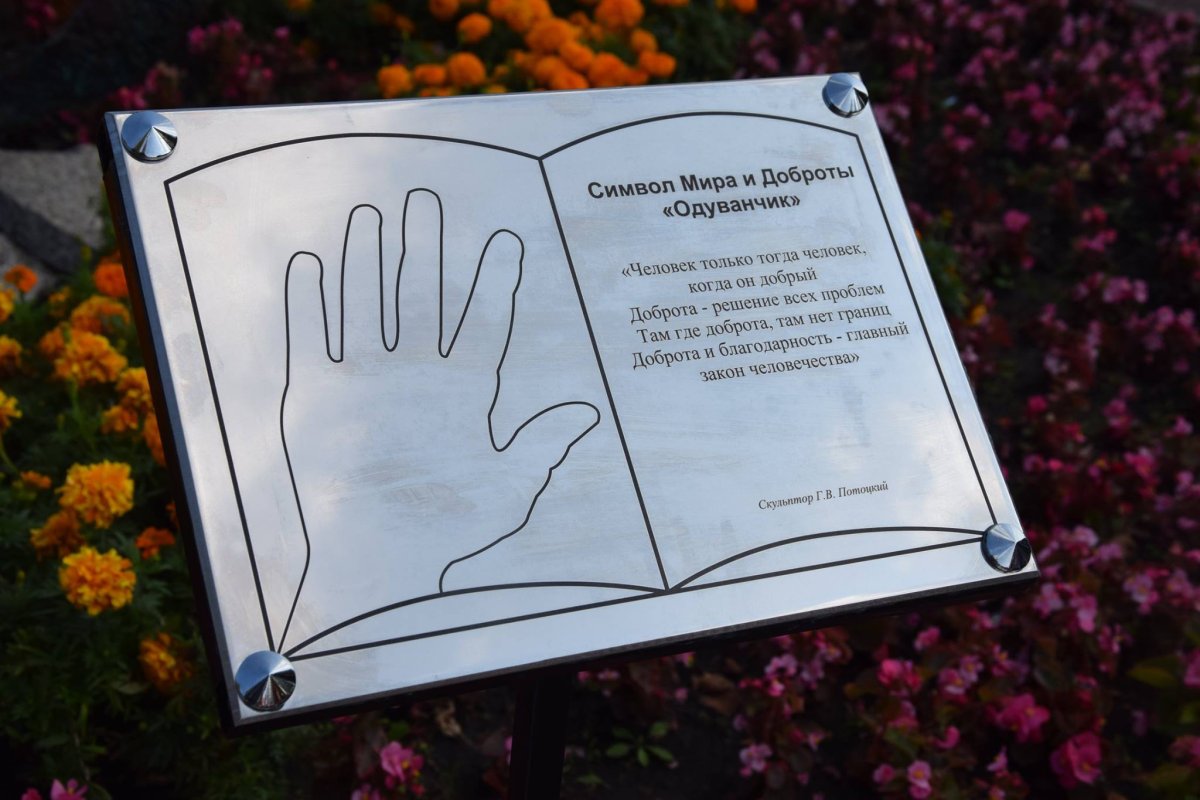 Символ Мира и Доброты
«Одуванчик»
«Человек только тогда человек,
когда он добрый
Доброта - решение всех проблем
Там где доброта, там нет границ
Доброта и благодарность - главный
закон человечества»
Скульптор Г.В. Потоцкий